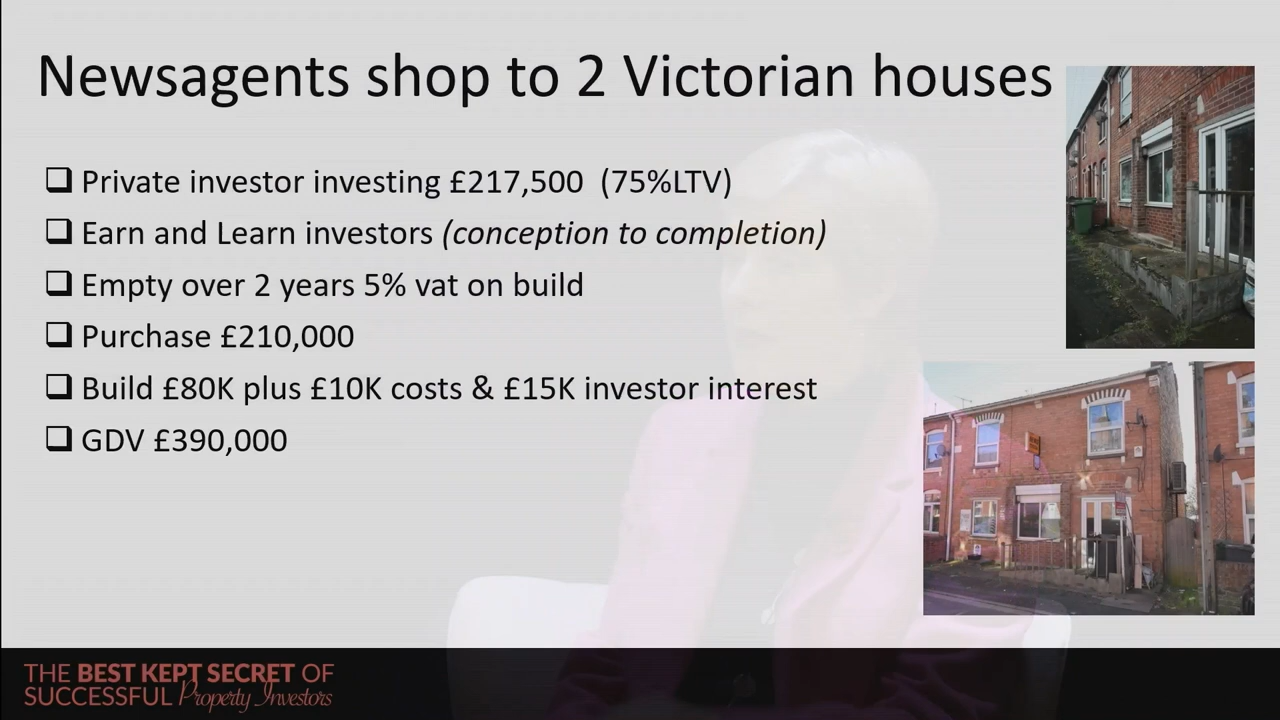 Newsagents shop to 2 Victorian houses
Private investor investing £217,500 (75%LTV)
Earn and Learn investors (conception to completion)
Empty over 2 years 5% vat on build
Purchase £210,000
Build £80K plus £10K costs & £15K investor interest
GDV £390,000
THE BEST KEPT SECRET OF
SUCCESSFUL Property Investors